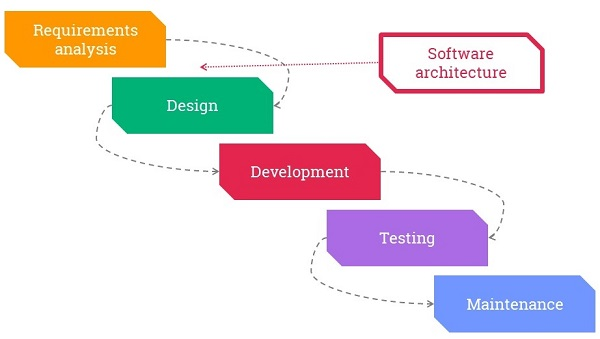 Requirements
analysis
Software
architecture
Design
Development
Testing
Maintenance